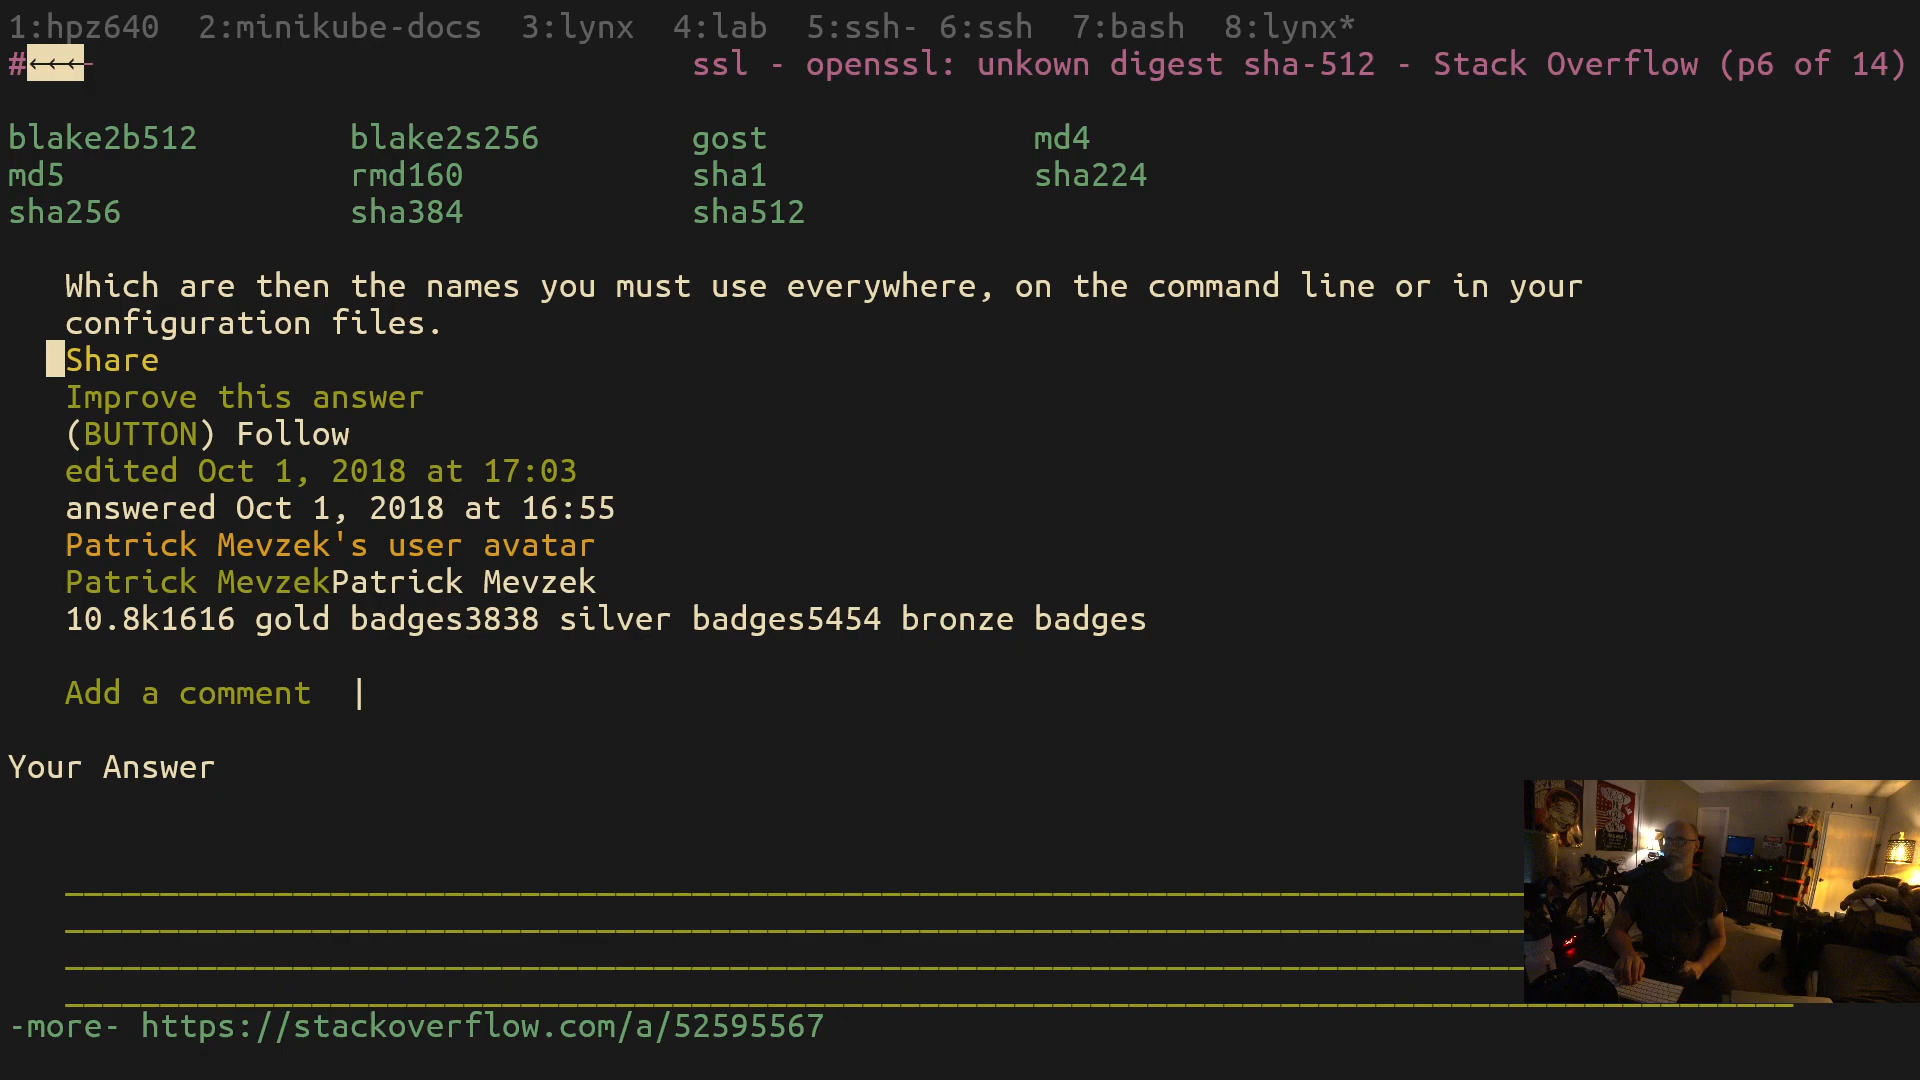 1:hpz640  2:minikube-docs  3:lynx  4:lab  5:ssh- 6:ssh  7:bash  8:lynx*
#←←← ssl - openssl: unkown digest sha-512 - Stack Overflow (p6 of 14)
blake2b512 blake2s256 gost md4
md5 rmd160 sha1 sha224
sha256 sha384 sha512
Which are then the names you must use everywhere, on the command line or in your
configuration files.
Share
Improve this answer
(BUTTON) Follow
edited Oct 1, 2018 at 17:03
answered Oct 1, 2018 at 16:55
Patrick Mevzek's user avatar
Patrick MevzekPatrick Mevzek
10.8k1616 gold badges3838 silver badges5454 bronze badges
Add a comment  |
Your Answer
-more- https://stackoverflow.com/a/52595567